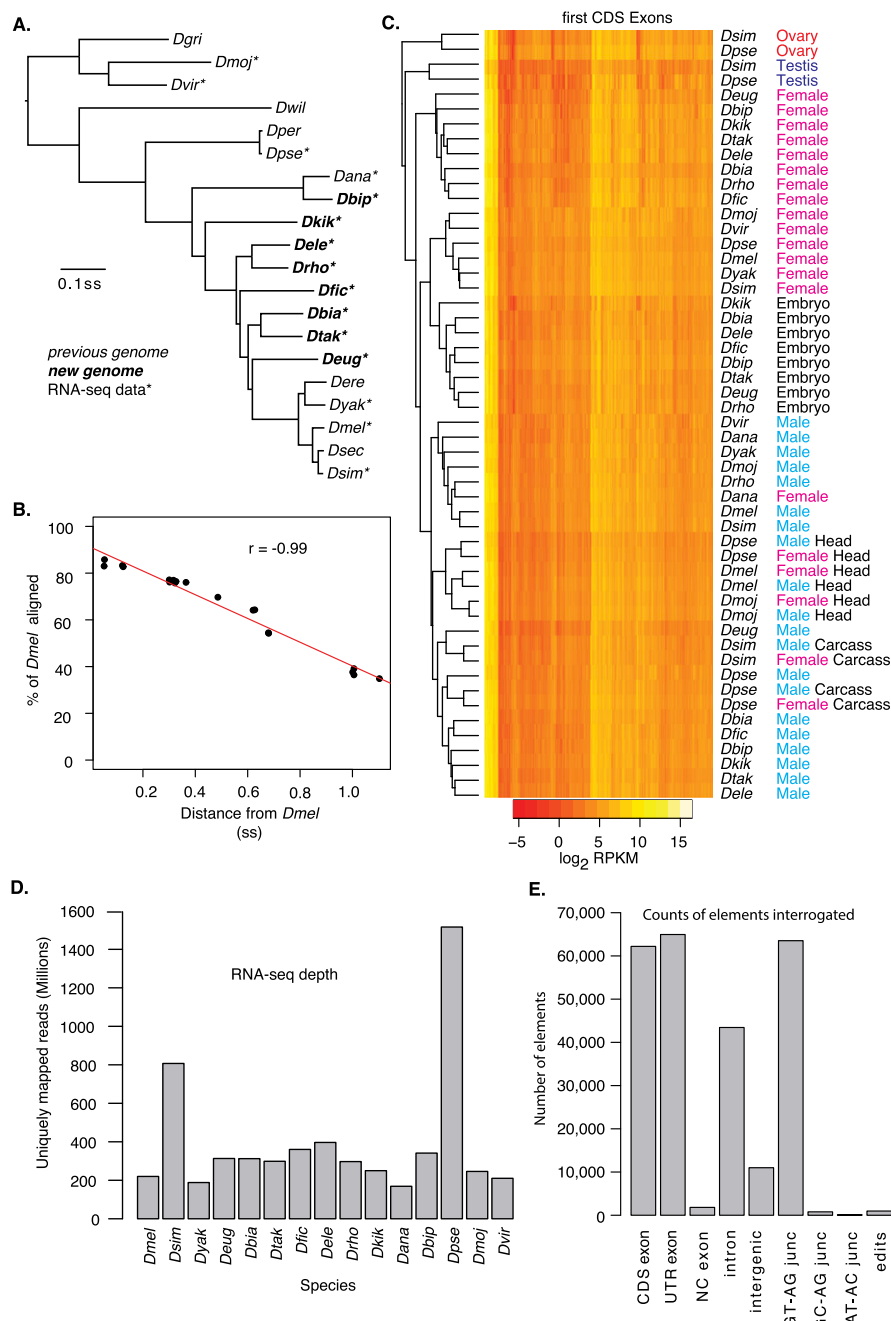 A.
Dgri
Dmoj*
Dvir*
Dwil
Dper
Dpse*
Dana*
Dbip*
Dkik*
Dele*
Drho*
Dfic*
Dbia*
Dtak*
Deug*
Dere
Dyak*
Dmel*
Dsec
Dsim*
0.1ss
previous genome
new genome
RNA-seq data*
B.
r = -0.99
% of Dmel aligned
100
80
60
40
20
0
0.2 0.4 0.6 0.8 1.0
Distance from Dmel
(ss)
C.
first CDS Exons
Dsim Ovary
Dpse Ovary
Dsim Testis
Dpse Testis
Deug Female
Dbip Female
Dkik Female
Dtak Female
Dele Female
Dbia Female
Drho Female
Dfic Female
Dmoj Female
Dvir Female
Dpse Female
Dmel Female
Dyak Female
Dsim Female
Dkik Embryo
Dbia Embryo
Dele Embryo
Dfic Embryo
Dbip Embryo
Dtak Embryo
Deug Embryo
Drho Embryo
Dvir Male
Dana Male
Dyak Male
Dmoj Male
Drho Male
Dana Female
Dmel Male
Dsim Male
Dpse Male Head
Dpse Female Head
Dmel Female Head
Dmel Male Head
Dmoj Female Head
Dmoj Male Head
Deug Male
Dsim Male Carcass
Dsim Female Carcass
Dpse Male
Dpse Male Carcass
Dpse Female Carcass
Dbia Male
Dfic Male
Dbip Male
Dkik Male
Dtak Male
Dele Male
−5 0 5 10 15
log2 RPKM
D.
RNA-seq depth
Uniquely mapped reads (Millions)
1600
1400
1200
1000
800
600
400
200
0
Dmel Dsim Dyak Deug Dbia Dtak Dfic Dele Drho Dkik Dana Dbip Dpse Dmoj Dvir
Species
E.
Counts of elements interrogated
Number of elements
70,000
60,000
50,000
40,000
30,000
20,000
10,000
0
CDS exon
UTR exon
NC exon
intron
intergenic
GT-AG junc
GC-AG junc
AT-AC junc
edits